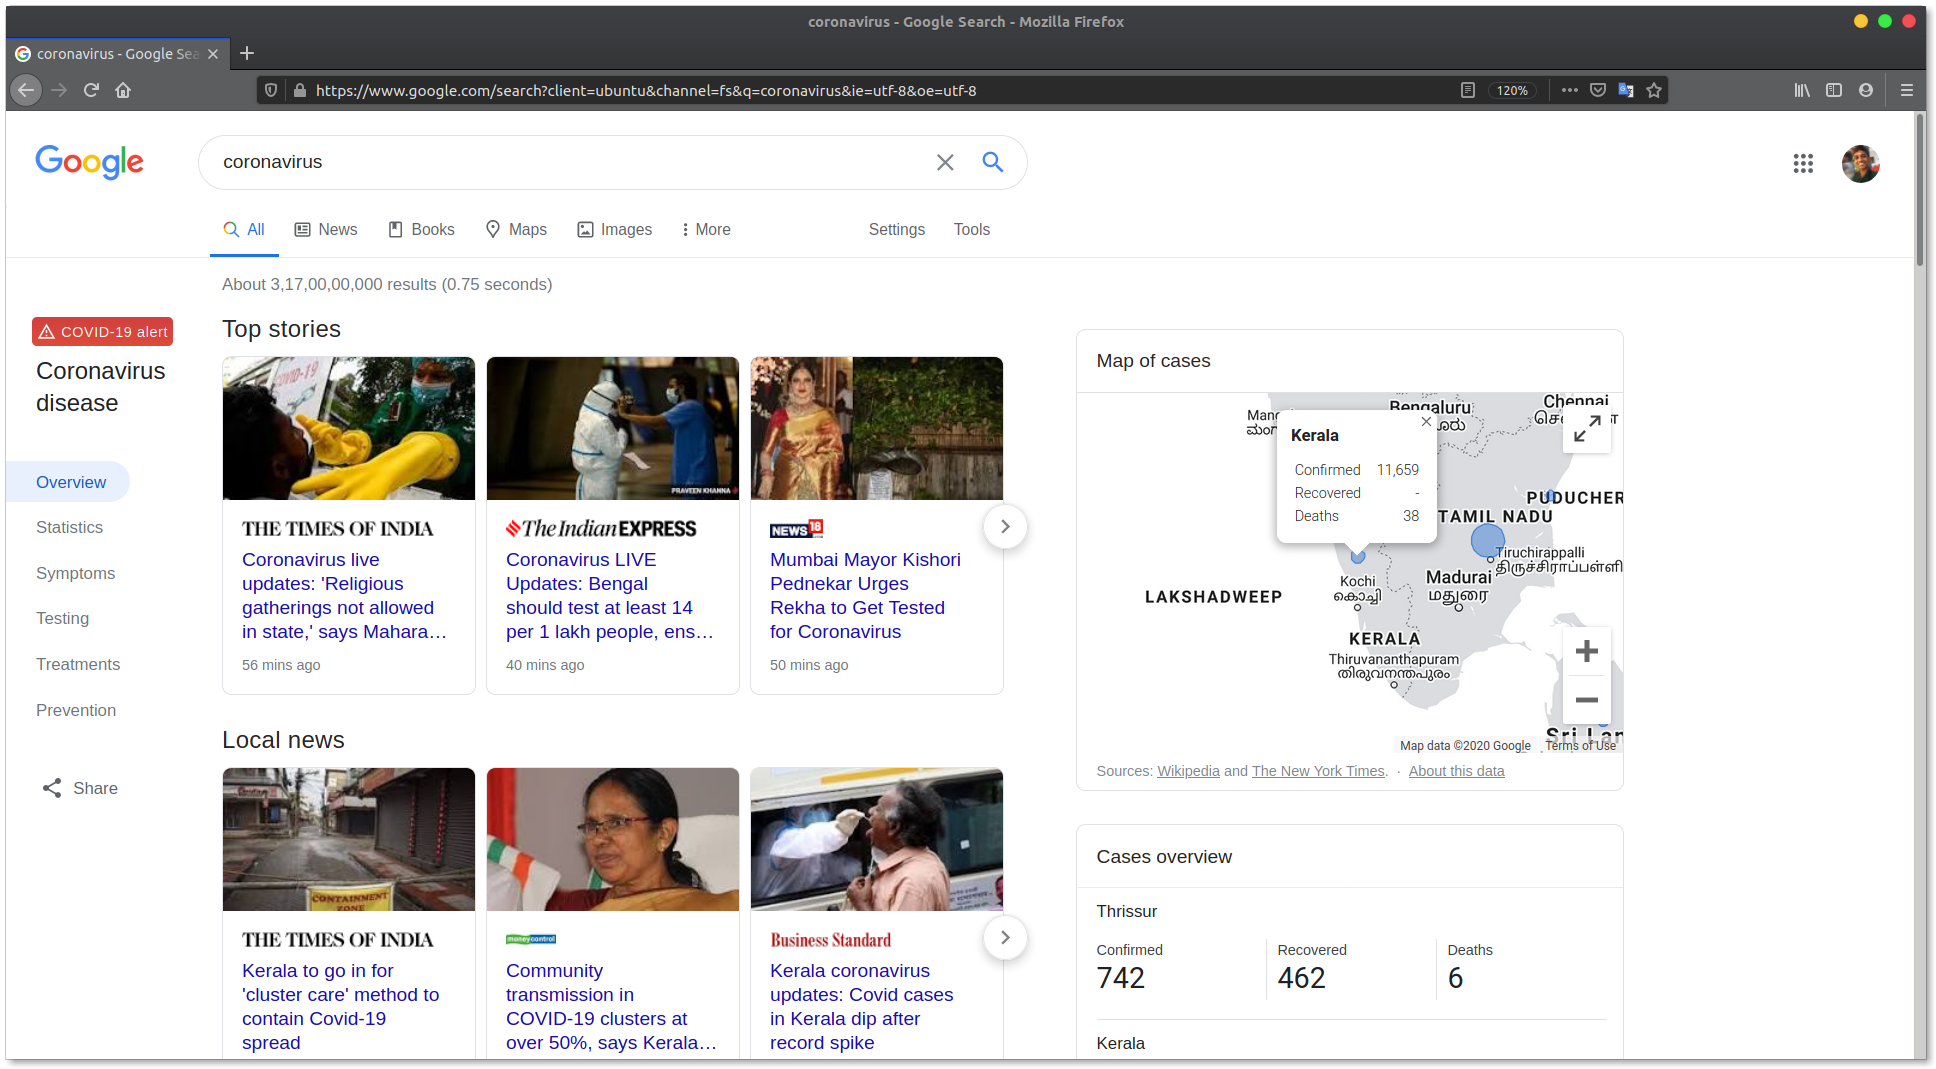 coronavirus - Google Search - Mozilla Firefox
coronavirus - Google Sea
https://www.google.com/search?client=ubuntu&channel=fs&q=coronavirus&ie=utf-8&oe=utf-8
120%
Google
coronavirus
All
News
Books
Maps
Images
More
Settings
Tools
About 3,17,00,00,000 results (0.75 seconds)
COVID-19 alert
Coronavirus
disease
Overview
Statistics
Symptoms
Testing
Treatments
Prevention
Share
Top stories
COVID-19
THE TIMES OF INDIA
Coronavirus live
updates: 'Religious
gatherings not allowed
in state,' says Mahara…
56 mins ago
PRAVEEN KHANNA
The Indian EXPRESS
Coronavirus LIVE
Updates: Bengal
should test at least 14
per 1 lakh people, ens…
40 mins ago
NEWS 18
Mumbai Mayor Kishori
Pednekar Urges
Rekha to Get Tested
for Coronavirus
50 mins ago
Local news
CONTAINMENT
ZONE
THE TIMES OF INDIA
Kerala to go in for
'cluster care' method to
contain Covid-19
spread
moneycontrol
Community
transmission in
COVID-19 clusters at
over 50%, says Kerala…
Business Standard
Kerala coronavirus
updates: Covid cases
in Kerala dip after
record spike
Map of cases
Bengaluru
Chennai
Kerala
Confirmed 11,659
Recovered -
Deaths 38
PUDUCHER
TAMIL NADU
Tiruchirappalli
திருச்சிராப்பள்ளி
Madurai
மதுரை
Kochi
കൊച്ചി
LAKSHADWEEP
KERALA
Thiruvananthapuram
തിരുവനന്തപുരം
Sri Lan
Map data ©2020 Google
Terms of Use
Sources: Wikipedia and The New York Times. · About this data
Cases overview
Thrissur
Confirmed
742
Recovered
462
Deaths
6
Kerala